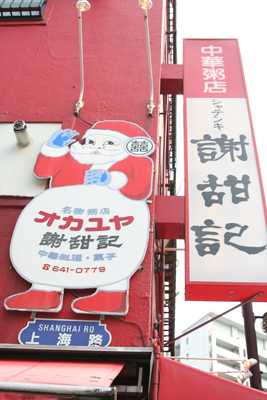 名物粥店
オカユヤ
謝甜記
中華料理・菓子
☎641-0779
SHANGHAI RO
上海路
中華粥店
シャテンキ
謝甜記
囍